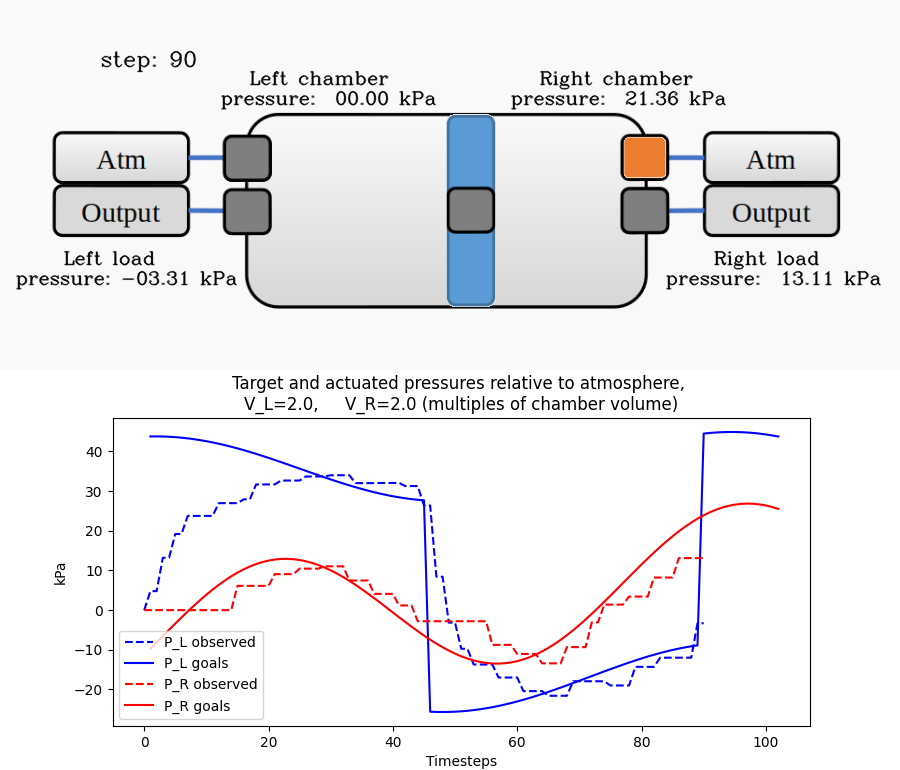 step: 90
Left chamber
pressure:  00.00 kPa
Right chamber
pressure:  21.36 kPa
Atm
Output
Atm
Output
Left load
pressure: −03.31 kPa
Right load
pressure:  13.11 kPa
Target and actuated pressures relative to atmosphere,
V_L=2.0,     V_R=2.0 (multiples of chamber volume)
kPa
40
30
20
10
0
−10
−20
P_L observed
P_L goals
P_R observed
P_R goals
0 20 40 60 80 100
Timesteps